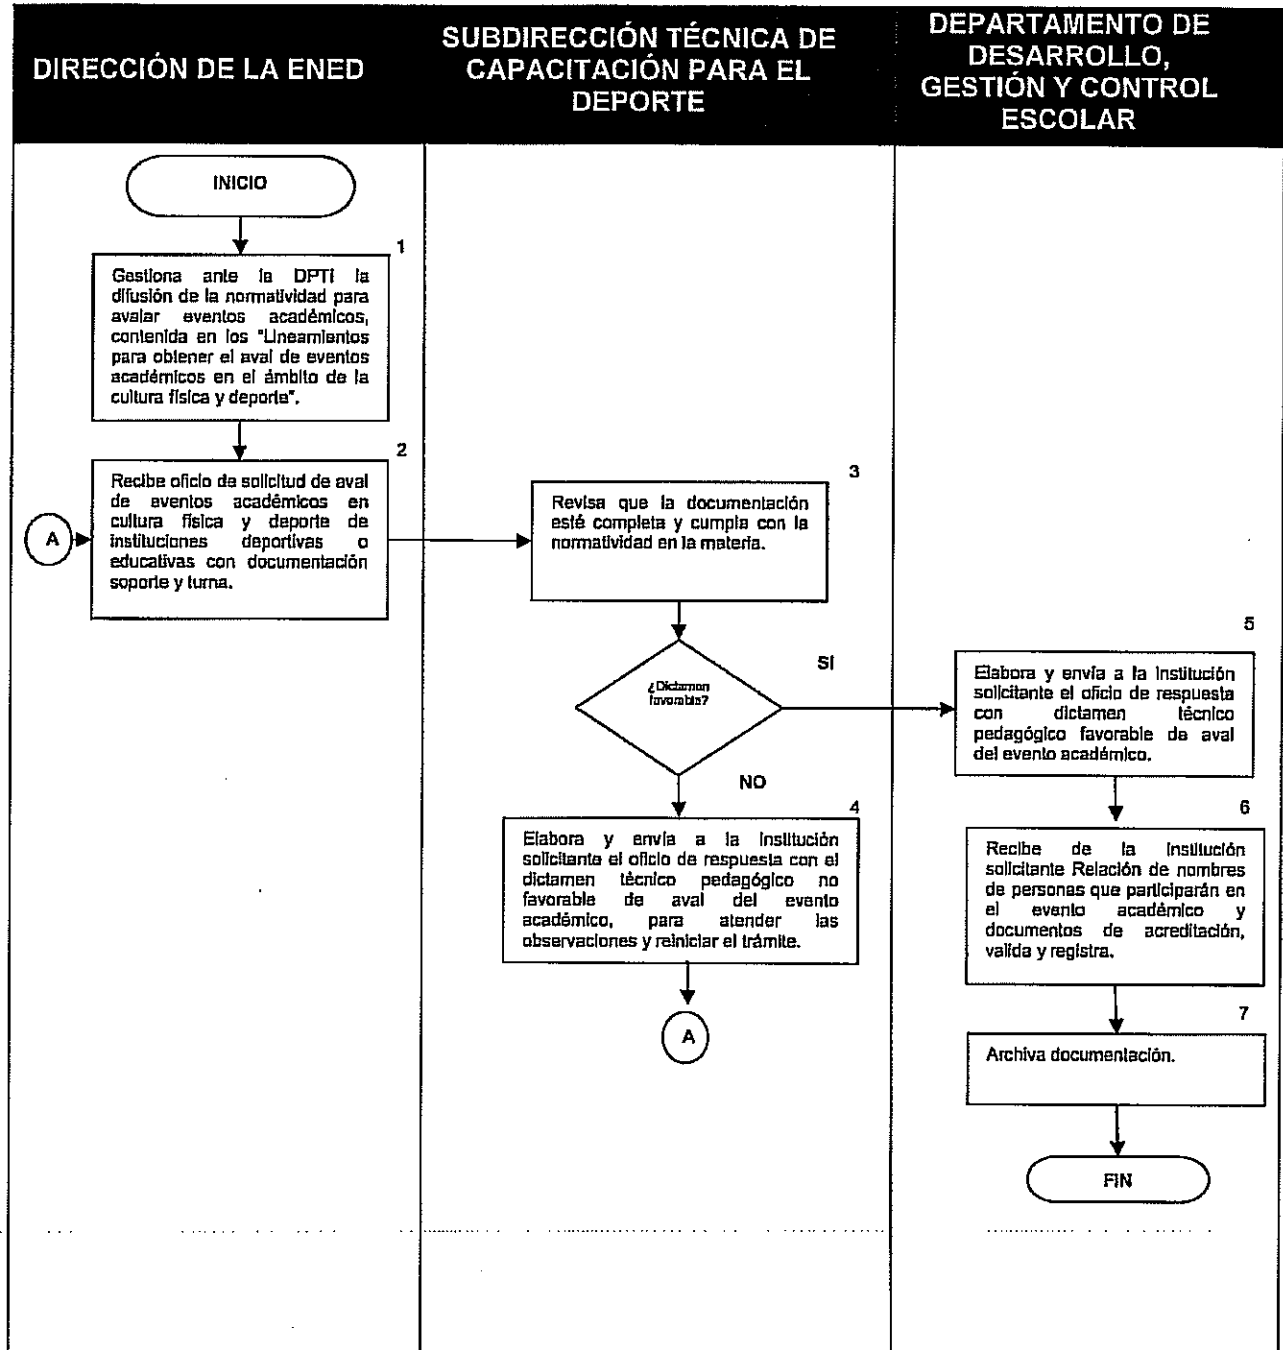 DIRECCIÓN DE LA ENED
SUBDIRECCIÓN TÉCNICA DE
CAPACITACIÓN PARA EL
DEPORTE
DEPARTAMENTO DE
DESARROLLO,
GESTIÓN Y CONTROL
ESCOLAR
INICIO
1
Gestiona ante la DPTI la
difusión de la normatividad para
avalar eventos académicos,
contenida en los "Lineamientos
para obtener el aval de eventos
académicos en el ámbito de la
cultura física y deporte".
2
Recibe oficio de solicitud de aval
de eventos académicos en
cultura física y deporte de
instituciones deportivas o
educativas con documentación
soporte y turna.
A
3
Revisa que la documentación
esté completa y cumpla con la
normatividad en la materia.
¿Dictamen
favorable?
SI
NO
4
Elabora y envía a la institución
solicitante el oficio de respuesta con el
dictamen técnico pedagógico no
favorable de aval del evento
académico, para atender las
observaciones y reiniciar el trámite.
A
5
Elabora y envía a la institución
solicitante el oficio de respuesta
con dictamen técnico
pedagógico favorable de aval
del evento académico.
6
Recibe de la institución
solicitante Relación de nombres
de personas que participarán en
el evento académico y
documentos de acreditación,
valida y registra.
7
Archiva documentación.
FIN